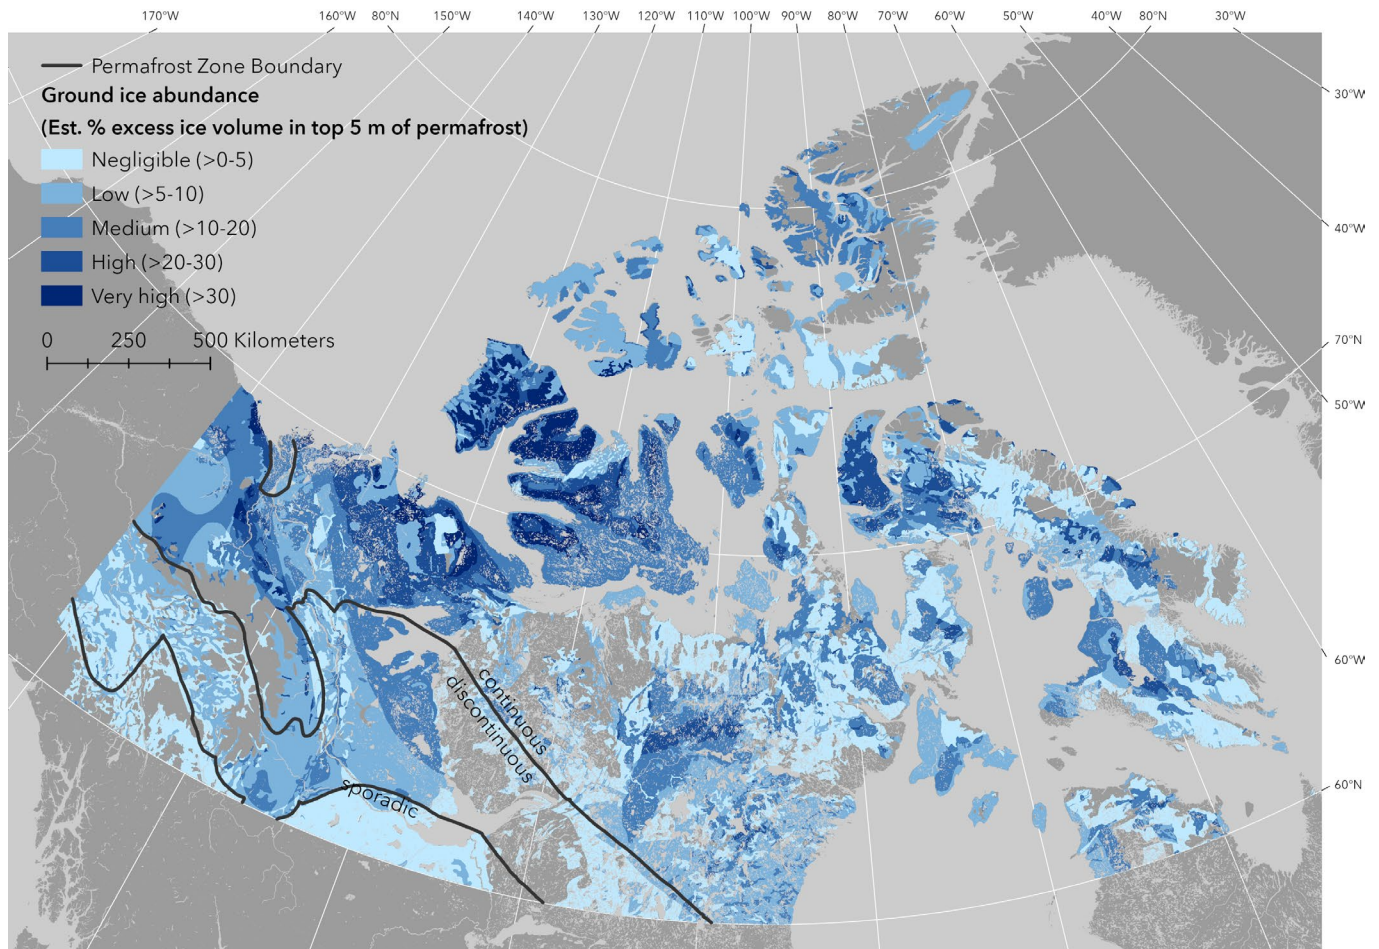 170°W 160°W 80°N 150°W 140°W 130°W 120°W 110°W 100°W 90°W 80°W 70°W 60°W 50°W 40°W 80°N 30°W
Permafrost Zone Boundary
Ground ice abundance
(Est. % excess ice volume in top 5 m of permafrost)
Negligible (>0-5)
Low (>5-10)
Medium (>10-20)
High (>20-30)
Very high (>30)
0 250 500 Kilometers
30°W
40°W
70°N
50°W
60°W
60°N
continuous
discontinuous
sporadic